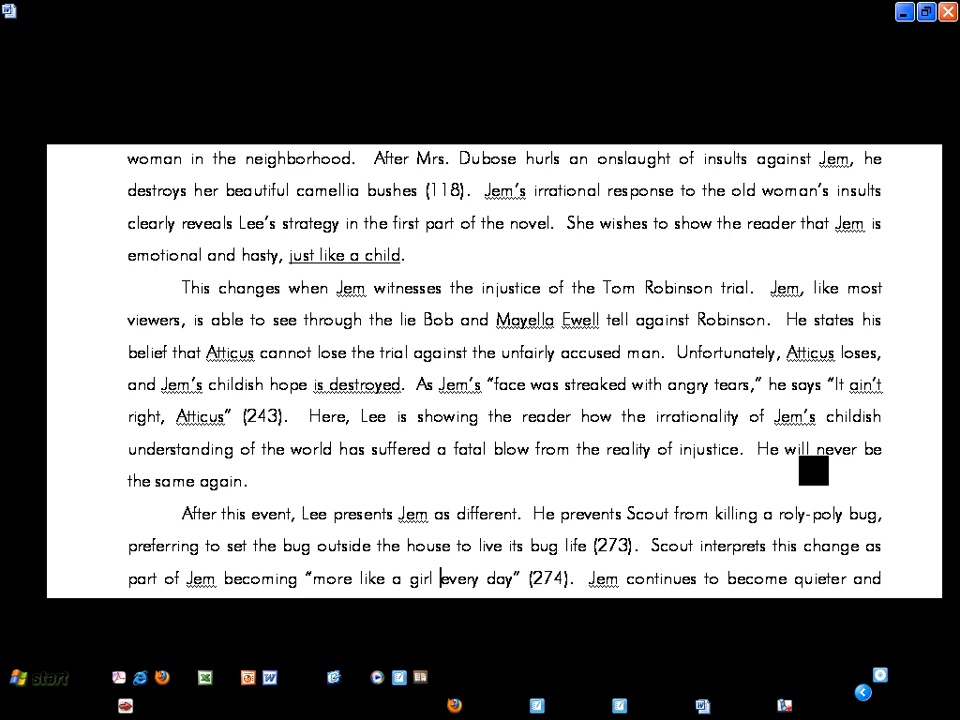 woman in the neighborhood. After Mrs. Dubose hurls an onslaught of insults against Jem, he
destroys her beautiful camellia bushes (118). Jem's irrational response to the old woman's insults
clearly reveals Lee's strategy in the first part of the novel. She wishes to show the reader that Jem is
emotional and hasty, just like a child.
This changes when Jem witnesses the injustice of the Tom Robinson trial. Jem, like most
viewers, is able to see through the lie Bob and Mayella Ewell tell against Robinson. He states his
belief that Atticus cannot lose the trial against the unfairly accused man. Unfortunately, Atticus loses,
and Jem's childish hope is destroyed. As Jem's "face was streaked with angry tears," he says "It ain't
right, Atticus" (243). Here, Lee is showing the reader how the irrationality of Jem's childish
understanding of the world has suffered a fatal blow from the reality of injustice. He will never be
the same again.
After this event, Lee presents Jem as different. He prevents Scout from killing a roly-poly bug,
preferring to set the bug outside the house to live its bug life (273). Scout interprets this change as
part of Jem becoming "more like a girl every day" (274). Jem continues to become quieter and
start